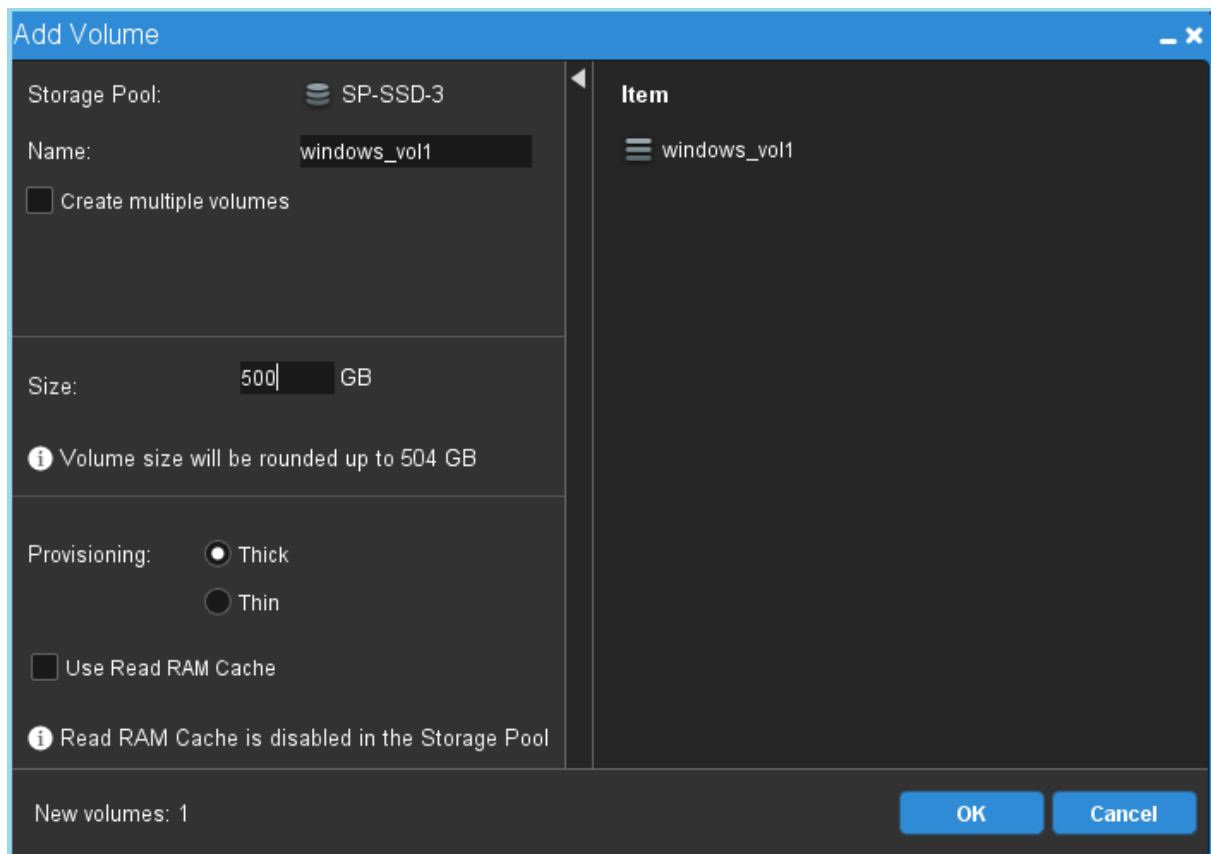 Add Volume
Storage Pool: SP-SSD-3
Name: windows_vol1
Create multiple volumes
Size: 500 GB
Volume size will be rounded up to 504 GB
Provisioning: Thick
Thin
Use Read RAM Cache
Read RAM Cache is disabled in the Storage Pool
Item
windows_vol1
New volumes: 1
OK Cancel